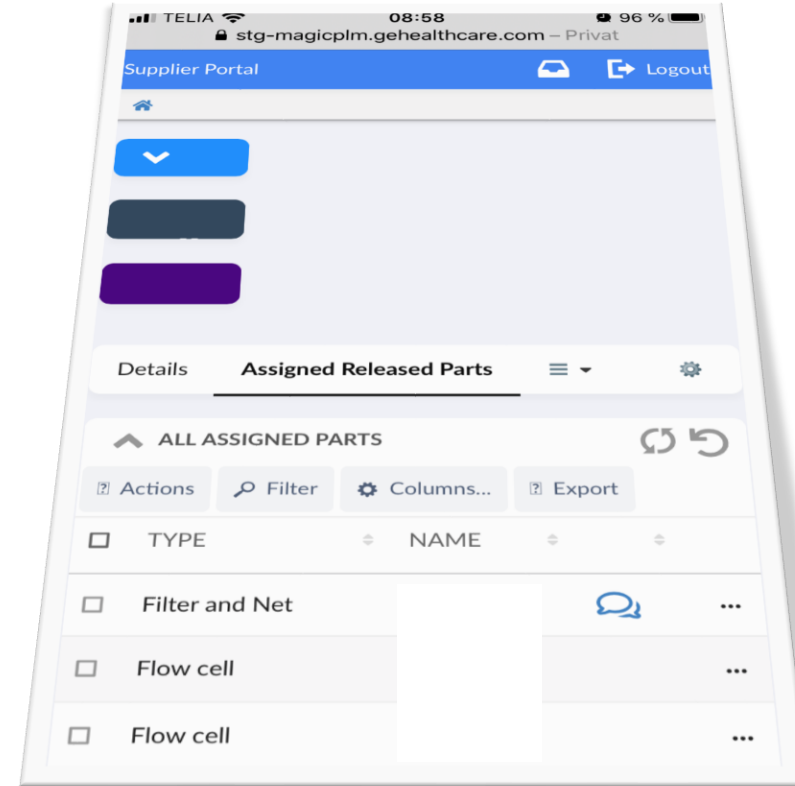 TELIA 08:58 96 %
stg-magicplm.gehealthcare.com – Privat
Supplier Portal Logout
Details Assigned Released Parts
ALL ASSIGNED PARTS
Actions Filter Columns... Export
TYPE NAME
Filter and Net
Flow cell
Flow cell